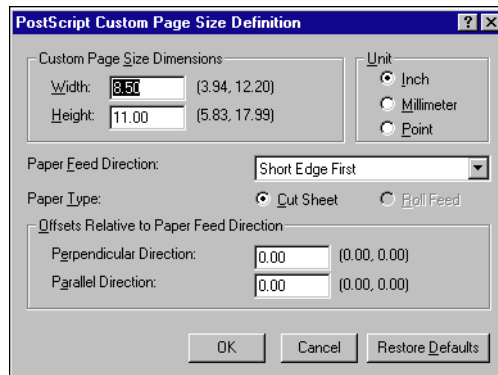 PostScript Custom Page Size Definition ? ×
Custom Page Size Dimensions
Width: 8.50 (3.94, 12.20)
Height: 11.00 (5.83, 17.99)
Unit
Inch
Millimeter
Point
Paper Feed Direction: Short Edge First
Paper Type: Cut Sheet Roll Feed
Offsets Relative to Paper Feed Direction
Perpendicular Direction: 0.00 (0.00, 0.00)
Parallel Direction: 0.00 (0.00, 0.00)
OK Cancel Restore Defaults